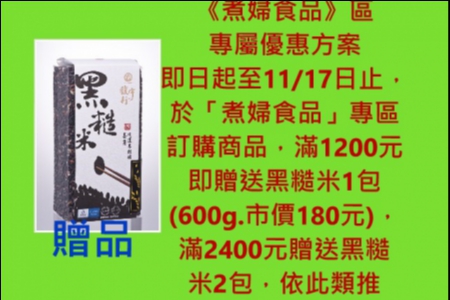 《煮婦食品》區
專屬優惠方案
即日起至11/17日止，
於「煮婦食品」專區
訂購商品，滿1200元
即贈送黑糙米1包
(600g.市價180元)，
滿2400元贈送黑糙
米2包，依此類推
黑糙米
贈品